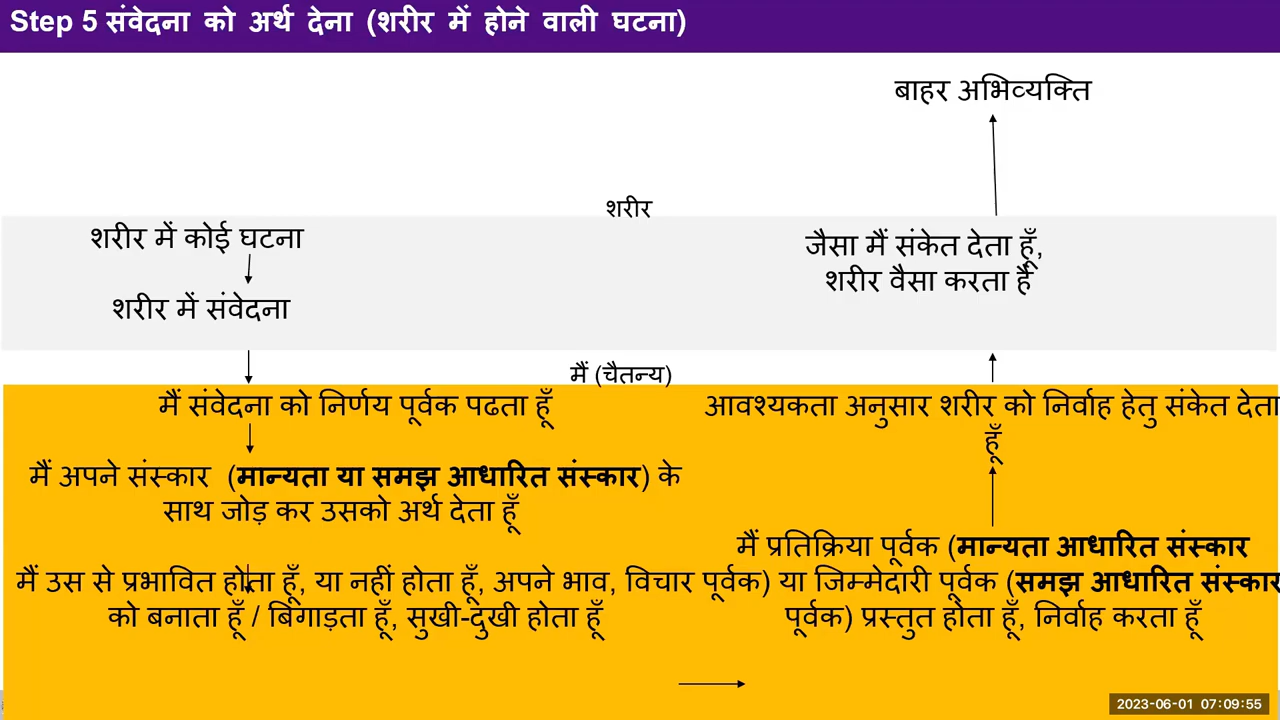 Step 5 संवेदना को अर्थ देना (शरीर में होने वाली घटना)
बाहर अभिव्यक्ति
शरीर
शरीर में कोई घटना
शरीर में संवेदना
जैसा मैं संकेत देता हूँ,
शरीर वैसा करता है
मैं (चैतन्य)
मैं संवेदना को निर्णय पूर्वक पढता हूँ
मैं अपने संस्कार (मान्यता या समझ आधारित संस्कार) के
साथ जोड़ कर उसको अर्थ देता हूँ
मैं उस से प्रभावित होता हूँ, या नहीं होता हूँ, अपने भाव, विचार
को बनाता हूँ / बिगाड़ता हूँ, सुखी-दुखी होता हूँ
आवश्यकता अनुसार शरीर को निर्वाह हेतु संकेत देता
हूँ
मैं प्रतिक्रिया पूर्वक (मान्यता आधारित संस्कार
पूर्वक) या जिम्मेदारी पूर्वक (समझ आधारित संस्कार
पूर्वक) प्रस्तुत होता हूँ, निर्वाह करता हूँ
2023-06-01 07:09:55